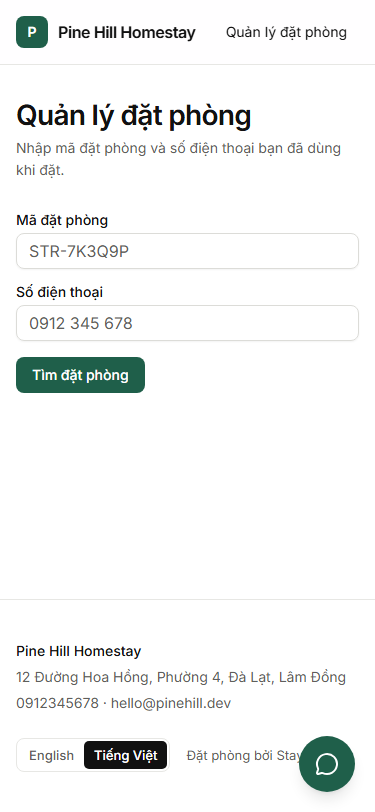 P
Pine Hill Homestay
Quản lý đặt phòng
Quản lý đặt phòng
Nhập mã đặt phòng và số điện thoại bạn đã dùng
khi đặt.
Mã đặt phòng
STR-7K3Q9P
Số điện thoại
0912 345 678
Tìm đặt phòng
Pine Hill Homestay
12 Đường Hoa Hồng, Phường 4, Đà Lạt, Lâm Đồng
0912345678 · hello@pinehill.dev
English
Tiếng Việt
Đặt phòng bởi